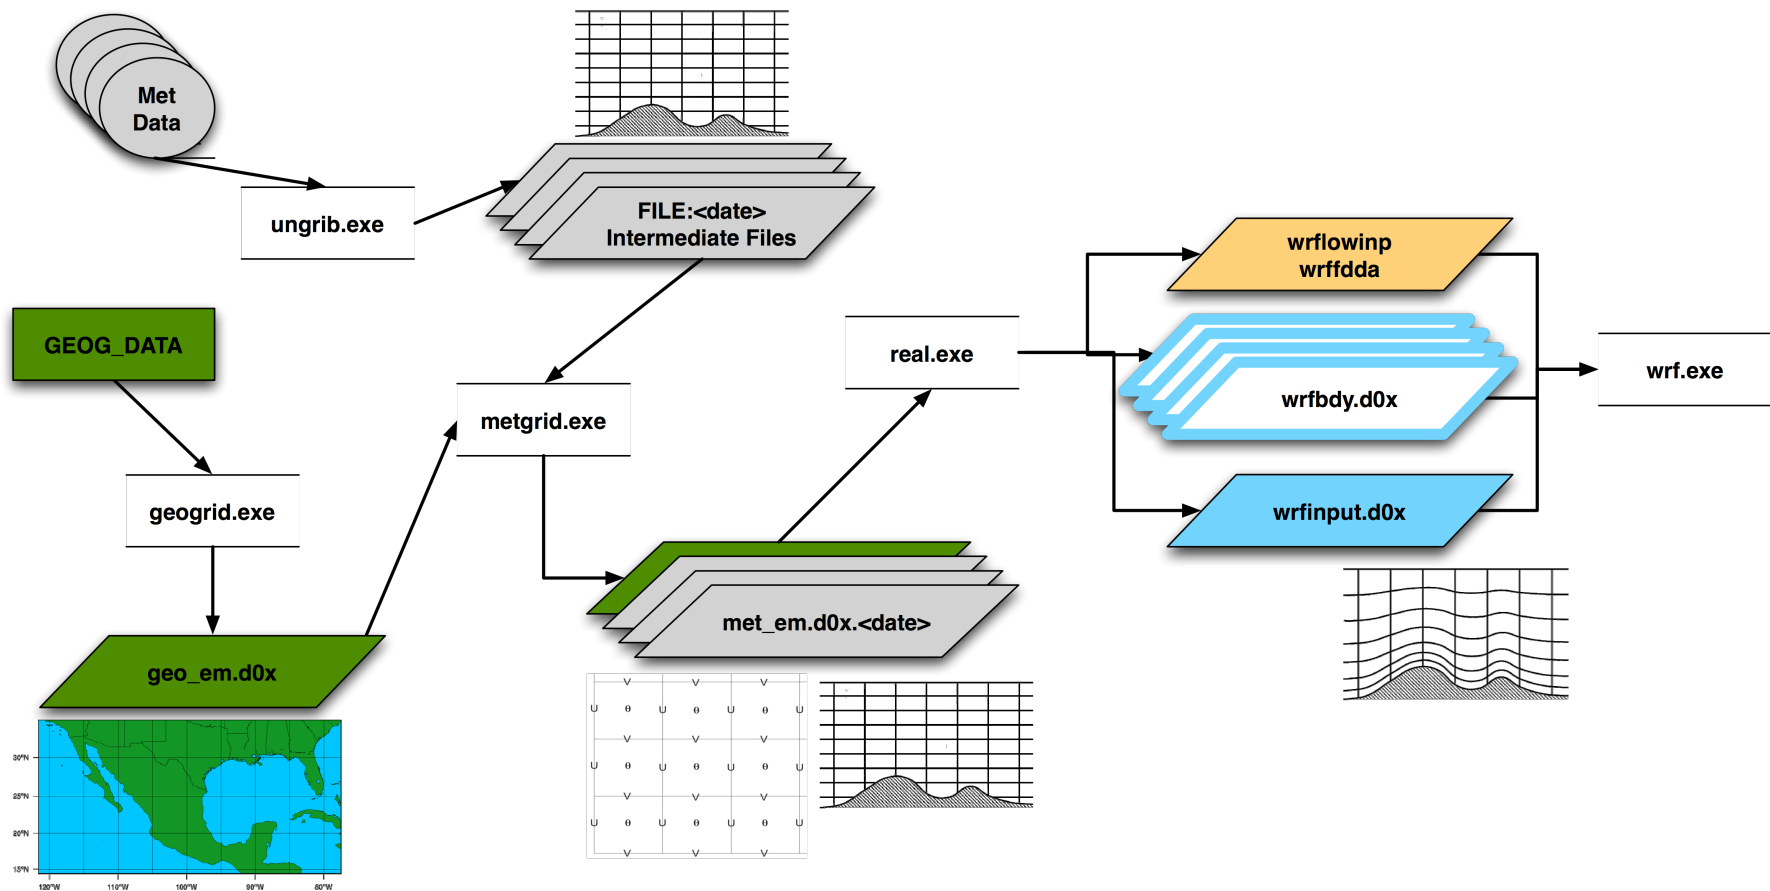 Met
Data
ungrib.exe
FILE:<date>
Intermediate Files
GEOG_DATA
geogrid.exe
geo_em.d0x
metgrid.exe
met_em.d0x.<date>
real.exe
wrflowinp
wrffdda
wrfbdy.d0x
wrfinput.d0x
wrf.exe
30°N
25°N
20°N
15°N
120°W 110°W 100°W 90°W 80°W
V V V
U θ U θ U θ U
V V V
U θ U θ U θ U
V V V
U θ U θ U θ U
V V V